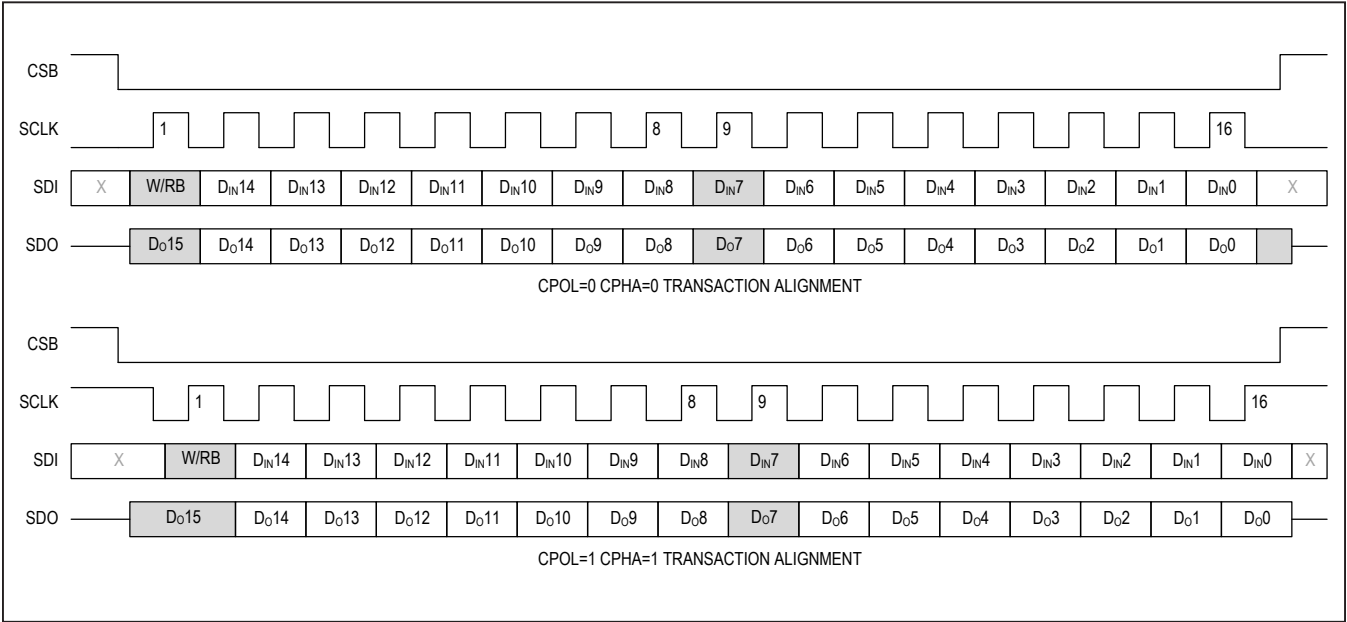 CSB
SCLK 1 8 9 16
SDI X W/RB DIN14 DIN13 DIN12 DIN11 DIN10 DIN9 DIN8 DIN7 DIN6 DIN5 DIN4 DIN3 DIN2 DIN1 DIN0 X
SDO DO15 DO14 DO13 DO12 DO11 DO10 DO9 DO8 DO7 DO6 DO5 DO4 DO3 DO2 DO1 DO0
CPOL=0 CPHA=0 TRANSACTION ALIGNMENT
CSB
SCLK 1 8 9 16
SDI X W/RB DIN14 DIN13 DIN12 DIN11 DIN10 DIN9 DIN8 DIN7 DIN6 DIN5 DIN4 DIN3 DIN2 DIN1 DIN0 X
SDO DO15 DO14 DO13 DO12 DO11 DO10 DO9 DO8 DO7 DO6 DO5 DO4 DO3 DO2 DO1 DO0
CPOL=1 CPHA=1 TRANSACTION ALIGNMENT